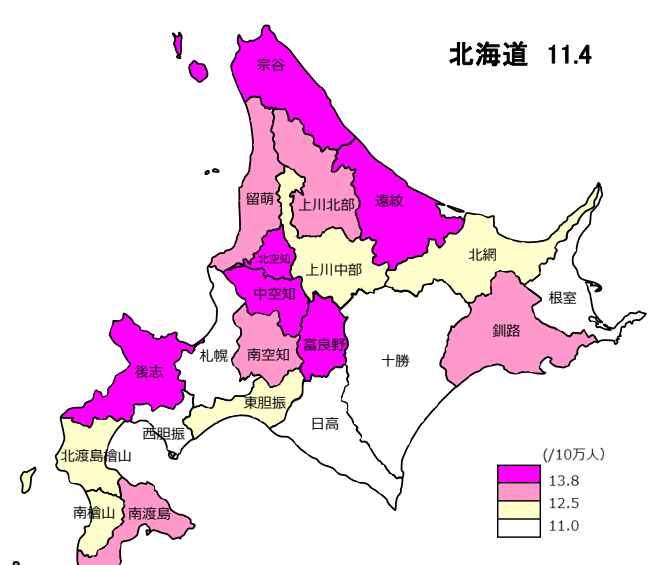 北海道 11.4
宗谷
留萌
上川北部
遠紋
北空知
上川中部
北網
中空知
根室
釧路
札幌
南空知
富良野
十勝
後志
東胆振
西胆振
日高
北渡島檜山
南檜山
南渡島
(/10万人)
13.8
12.5
11.0